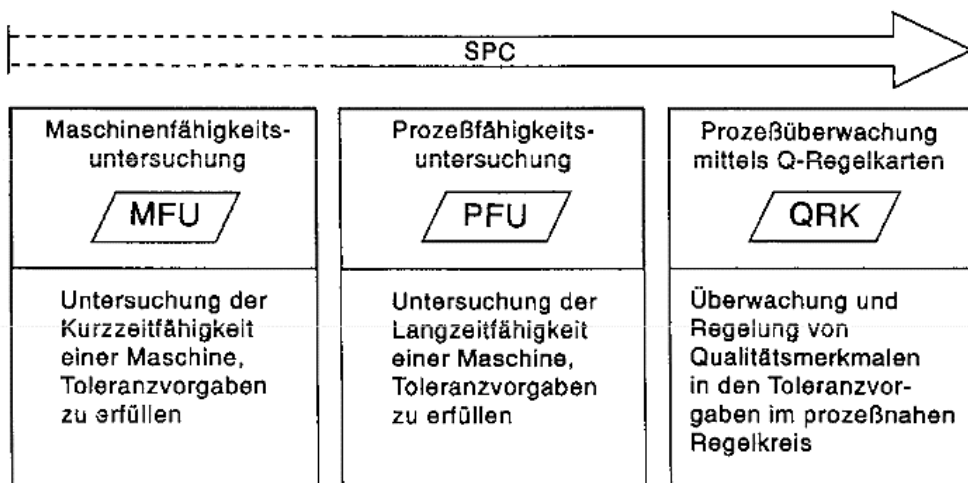 SPC
Maschinenfähigkeits-
untersuchung
MFU
Untersuchung der
Kurzzeitfähigkeit
einer Maschine,
Toleranzvorgaben
zu erfüllen
Prozeßfähigkeits-
untersuchung
PFU
Untersuchung der
Langzeitfähigkeit
einer Maschine,
Toleranzvorgaben
zu erfüllen
Prozeßüberwachung
mittels Q-Regelkarten
QRK
Überwachung und
Regelung von
Qualitätsmerkmalen
in den Toleranzvor-
gaben im prozeßnahen
Regelkreis